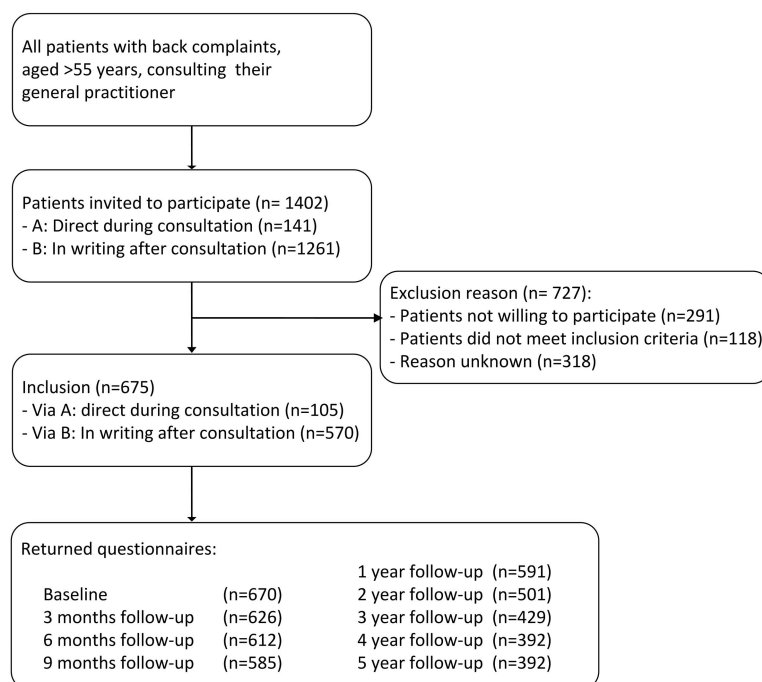 All patients with back complaints,
aged >55 years, consulting their
general practitioner
Patients invited to participate (n= 1402)
- A: Direct during consultation (n=141)
- B: In writing after consultation (n=1261)
Exclusion reason (n= 727):
- Patients not willing to participate (n=291)
- Patients did not meet inclusion criteria (n=118)
- Reason unknown (n=318)
Inclusion (n=675)
- Via A: direct during consultation (n=105)
- Via B: In writing after consultation (n=570)
Returned questionnaires:
Baseline (n=670)
3 months follow-up (n=626)
6 months follow-up (n=612)
9 months follow-up (n=585)
1 year follow-up (n=591)
2 year follow-up (n=501)
3 year follow-up (n=429)
4 year follow-up (n=392)
5 year follow-up (n=392)